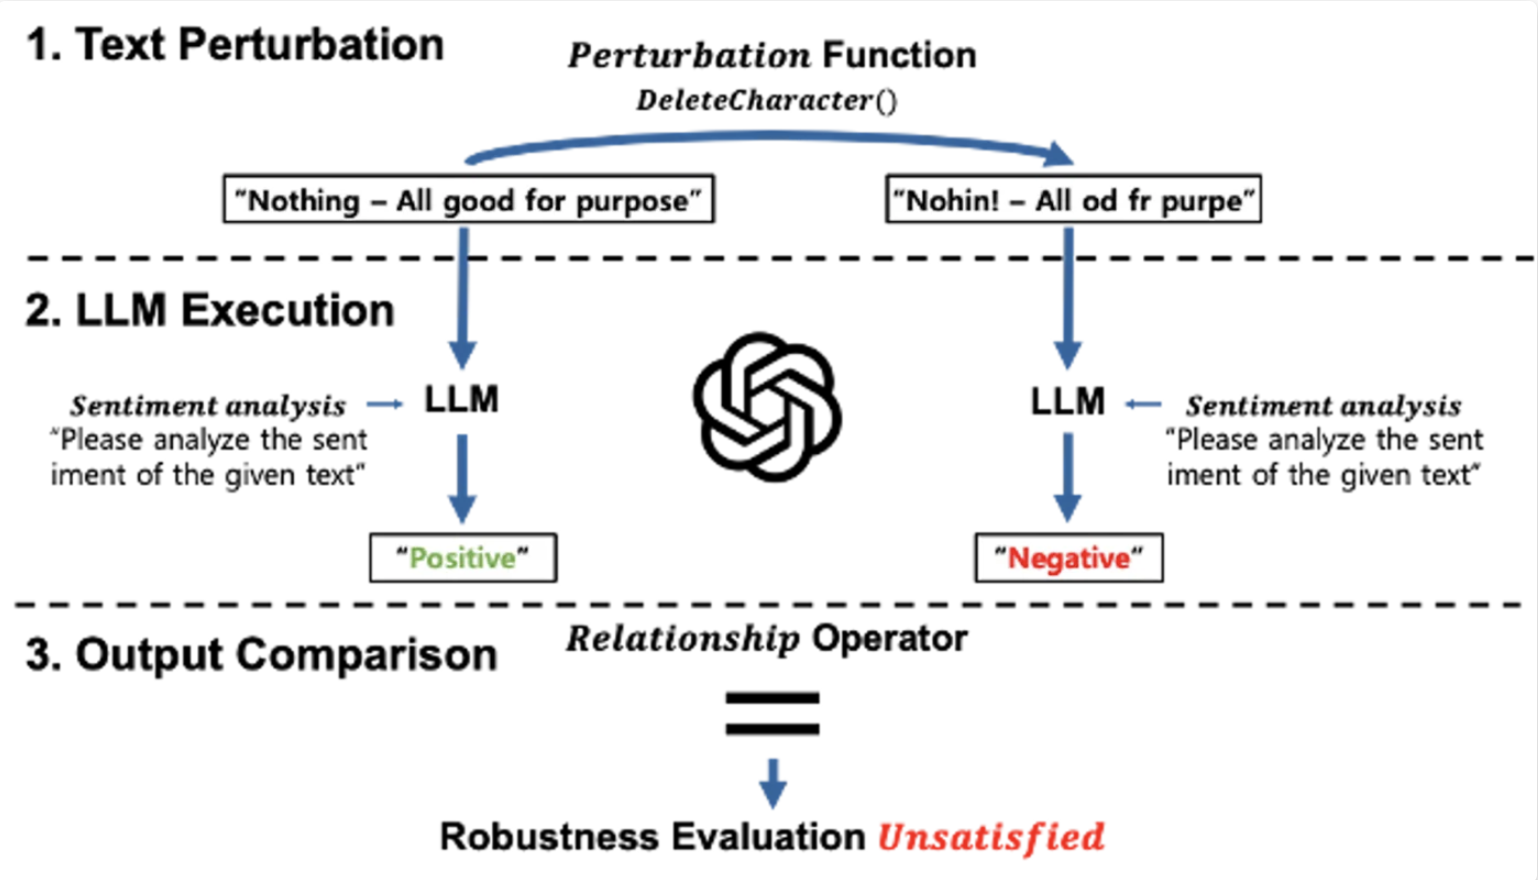 1. Text Perturbation
Perturbation Function
DeleteCharacter()
“Nothing – All good for purpose”
“Nohin! – All od fr purpe”
2. LLM Execution
LLM
LLM
Sentiment analysis
“Please analyze the sent
iment of the given text”
Sentiment analysis
“Please analyze the sent
iment of the given text”
“Positive”
“Negative”
3. Output Comparison
Relationship Operator
=
Robustness Evaluation Unsatisfied